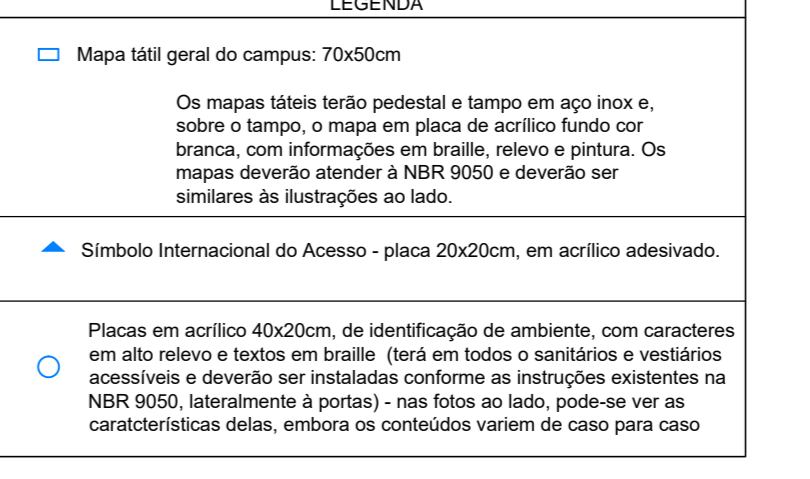 LEGENDA
Mapa tátil geral do campus: 70x50cm
Os mapas táteis terão pedestal e tampo em aço inox e,
sobre o tampo, o mapa em placa de acrílico fundo cor
branca, com informações em braille, relevo e pintura. Os
mapas deverão atender à NBR 9050 e deverão ser
similares às ilustrações ao lado.
Símbolo Internacional do Acesso - placa 20x20cm, em acrílico adesivado.
Placas em acrílico 40x20cm, de identificação de ambiente, com caracteres
em alto relevo e textos em braille  (terá em todos o sanitários e vestiários
acessíveis e deverão ser instaladas conforme as instruções existentes na
NBR 9050, lateralmente à portas) - nas fotos ao lado, pode-se ver as
caratcterísticas delas, embora os conteúdos variem de caso para caso